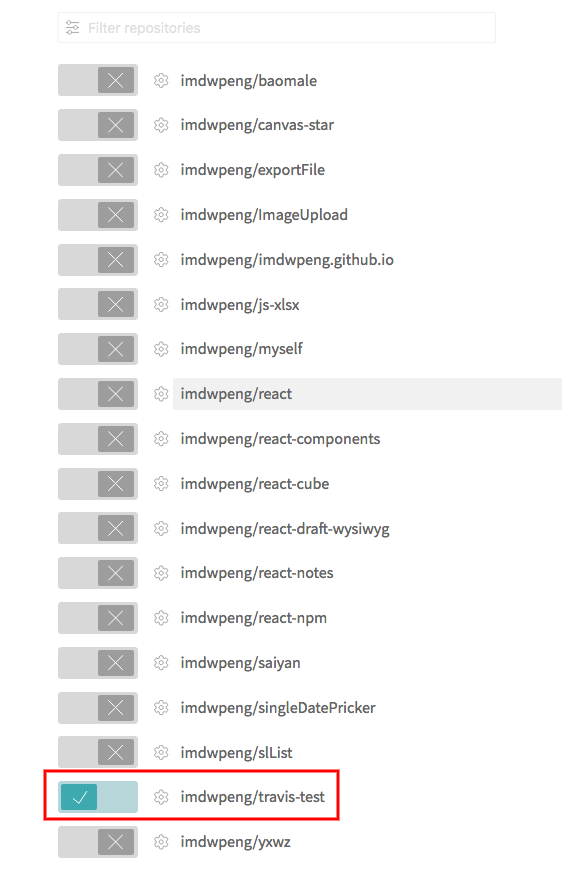 Filter repositories
imdwpeng/baomale
imdwpeng/canvas-star
imdwpeng/exportFile
imdwpeng/ImageUpload
imdwpeng/imdwpeng.github.io
imdwpeng/js-xlsx
imdwpeng/myself
imdwpeng/react
imdwpeng/react-components
imdwpeng/react-cube
imdwpeng/react-draft-wysiwyg
imdwpeng/react-notes
imdwpeng/react-npm
imdwpeng/saiyan
imdwpeng/singleDatePricker
imdwpeng/slList
imdwpeng/travis-test
imdwpeng/yxwz